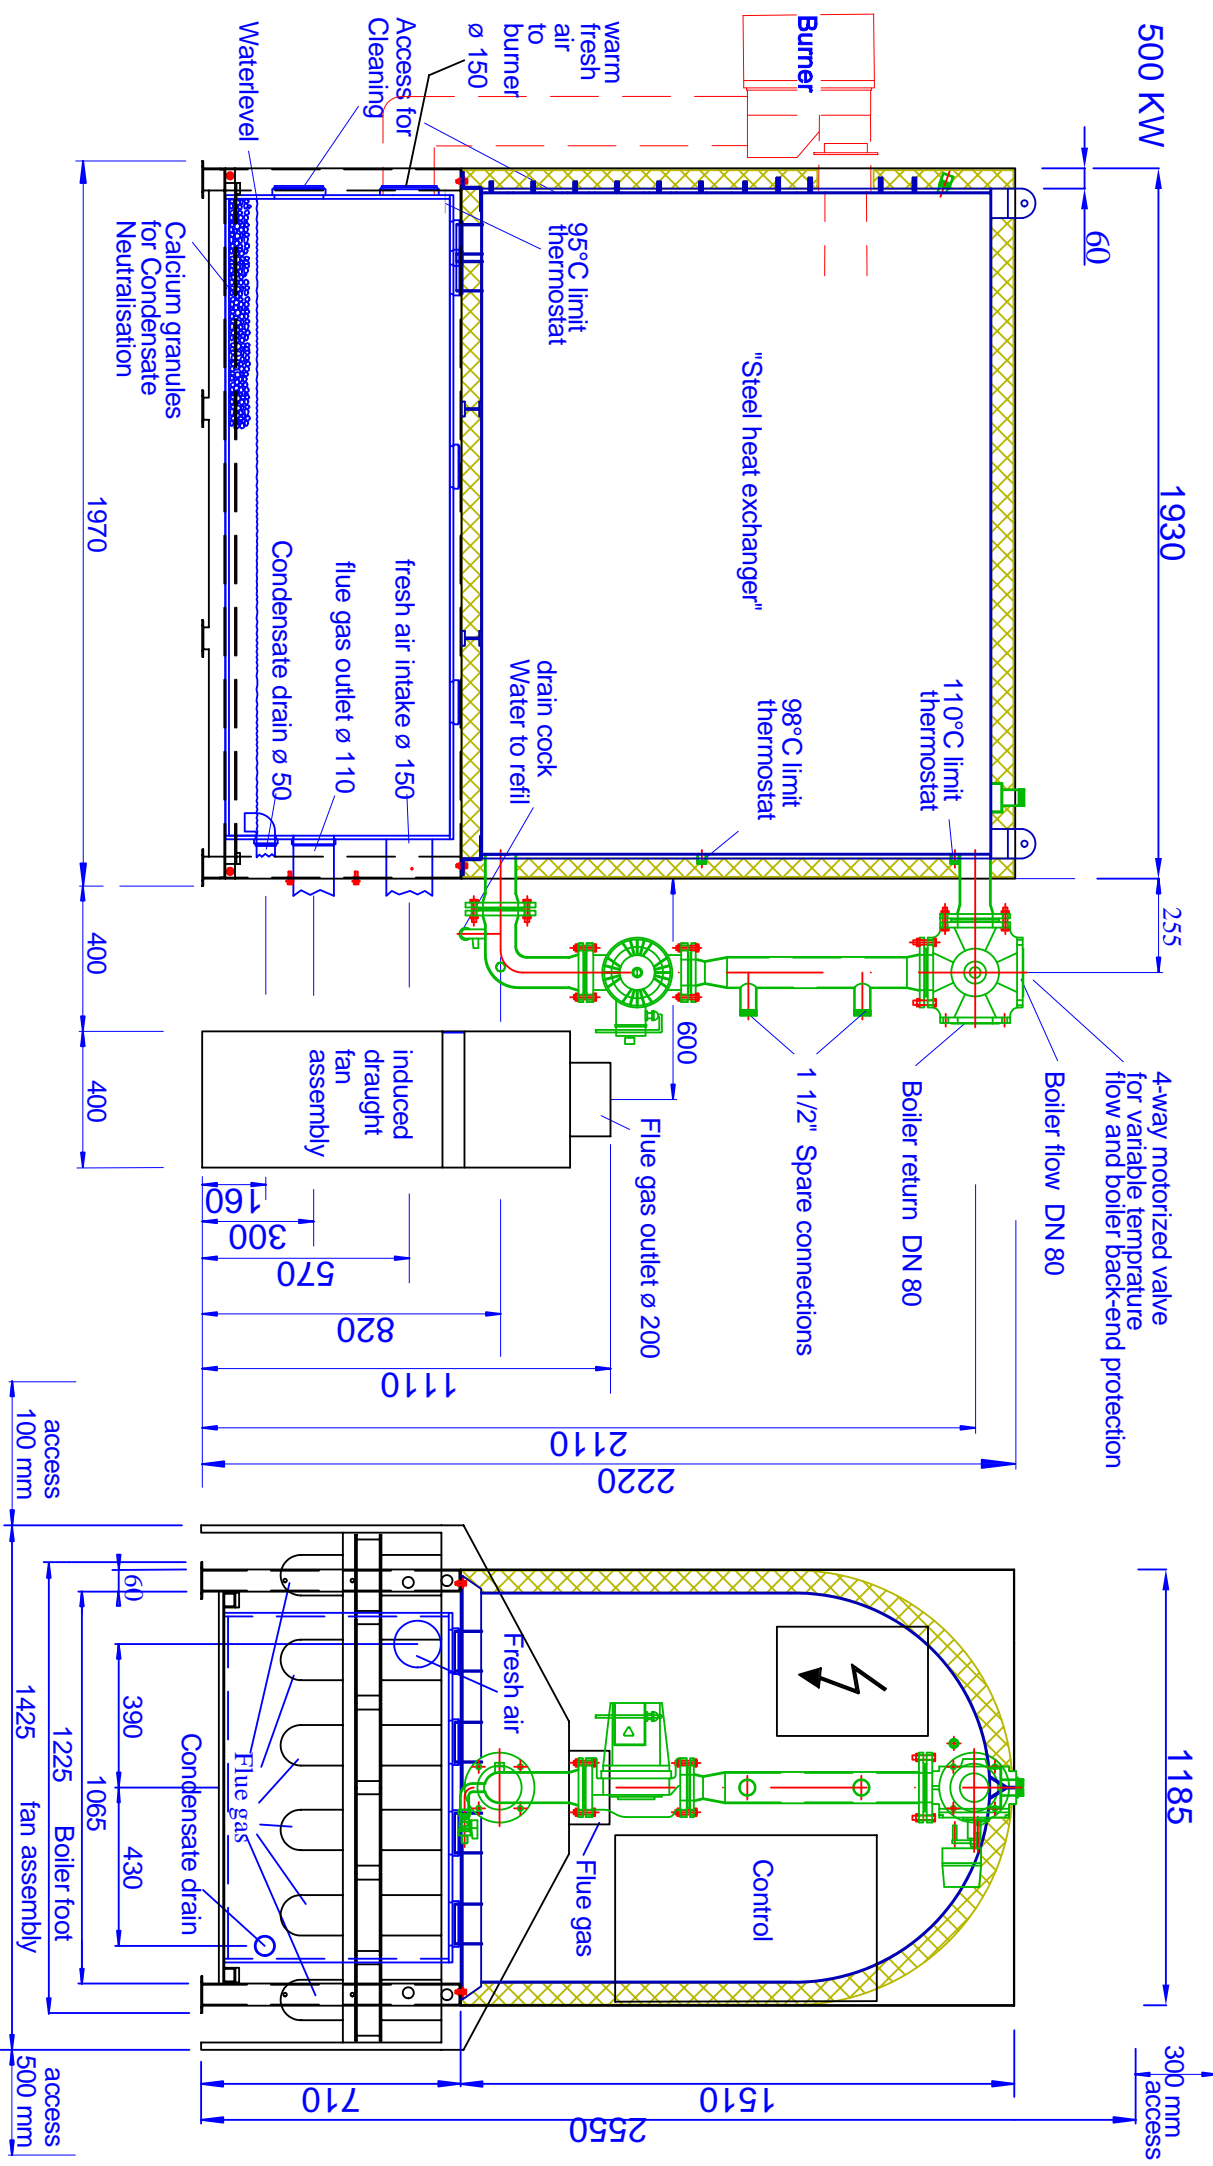 500 KW
1930
60
255
Burner
warm
fresh
air
to
burner
ø 150
Access for
Cleaning
Waterlevel
95°C limit
thermostat
"Steel heat exchanger"
110°C limit
thermostat
98°C limit
thermostat
drain cock
Water to refil
Calcium granules
for Condensate
Neutralisation
fresh air intake ø 150
flue gas outlet ø 110
Condensate drain ø 50
1970
400
400
600
4-way motorized valve
for variable temprature
flow and boiler back-end protection
Boiler flow DN 80
Boiler return DN 80
1 1/2" Spare connections
Flue gas outlet ø 200
induced
draught
fan
assembly
160
300
570
820
1110
2110
2220
1185
300 mm
access
Control
Flue gas
Fresh air
Flue gas
Condensate drain
60
390
430
1065
1225 Boiler foot
1425 fan assembly
access
100 mm
access
500 mm
710
1510
2550